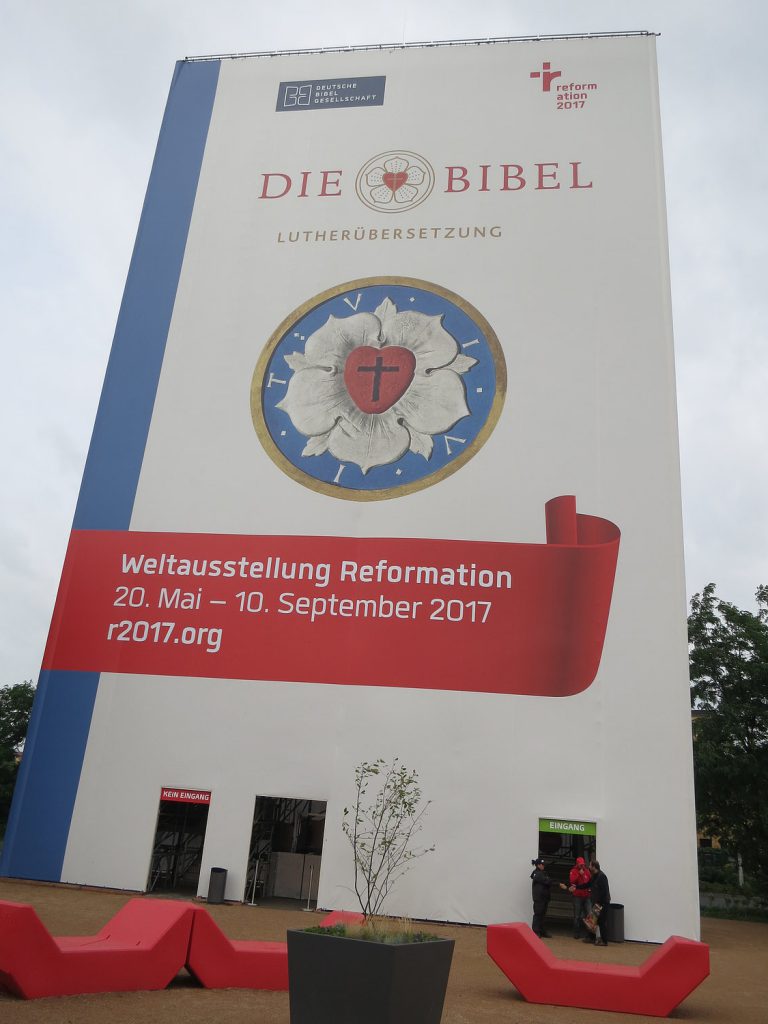 DEUTSCHE
BIBEL
GESELLSCHAFT
reform
ation
2017
DIE BIBEL
LUTHERÜBERSETZUNG
V · I · V · I · T ·
Weltausstellung Reformation
20. Mai – 10. September 2017
r2017.org
KEIN EINGANG
EINGANG